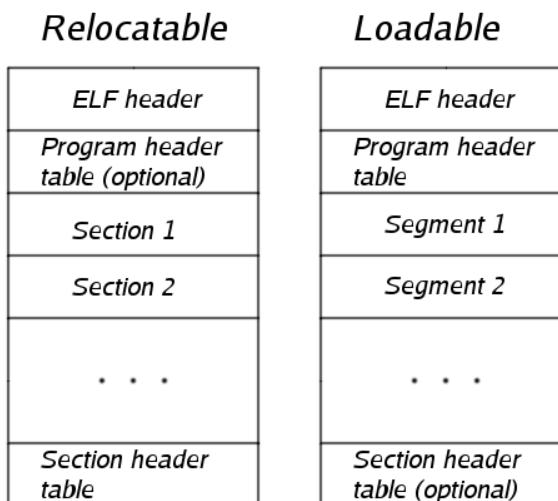 Relocatable
ELF header
Program header
table (optional)
Section 1
Section 2
. . .
Section header
table
Loadable
ELF header
Program header
table
Segment 1
Segment 2
. . .
Section header
table (optional)